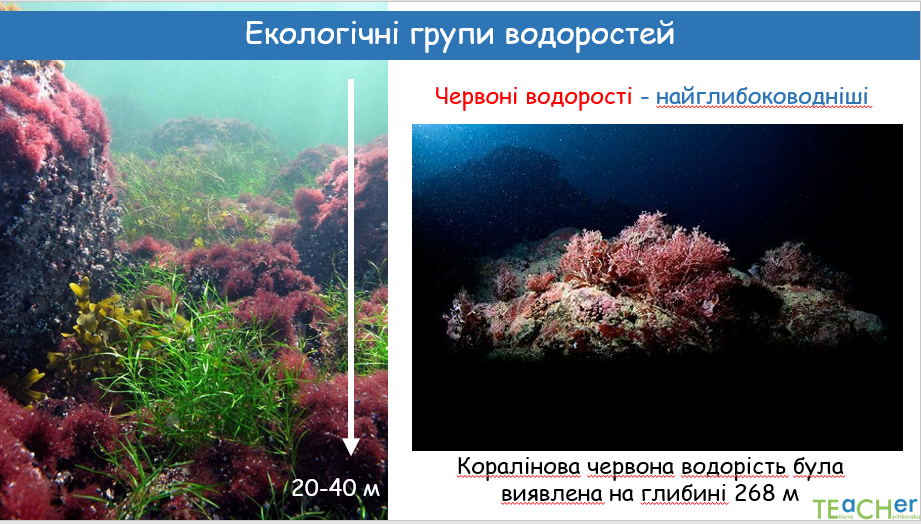 Екологічні групи водоростей
Червоні водорості - найглибоководніші
20-40 м
Коралінова червона водорість була
виявлена на глибині 268 м
TEaCHer